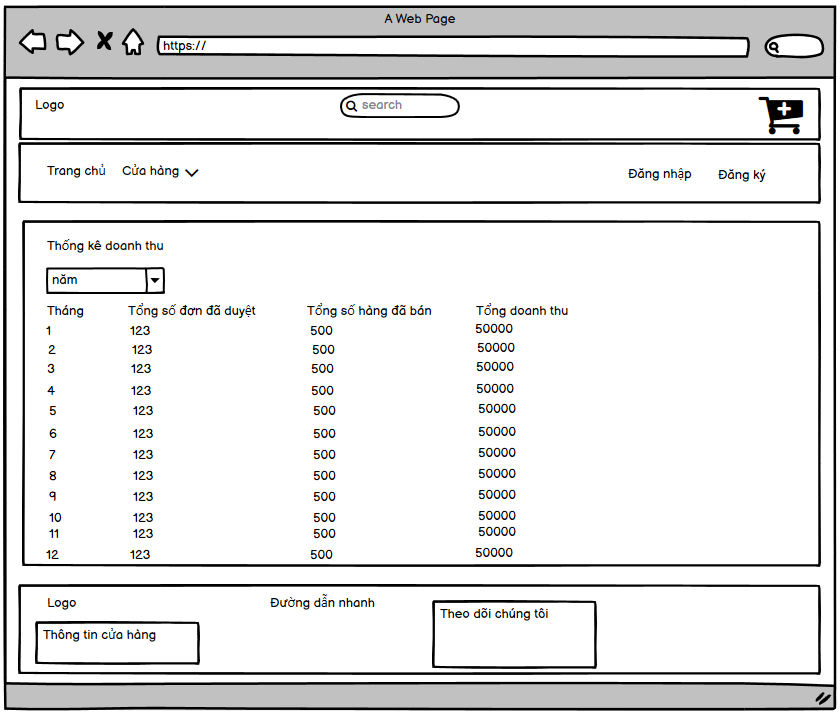 A Web Page
https://
Logo
search
Trang chủ Cửa hàng
Đăng nhập Đăng ký
Thống kê doanh thu
năm
Tháng Tổng số đơn đã duyệt Tổng số hàng đã bán Tổng doanh thu
1 123 500 50000
2 123 500 50000
3 123 500 50000
4 123 500 50000
5 123 500 50000
6 123 500 50000
7 123 500 50000
8 123 500 50000
9 123 500 50000
10 123 500 50000
11 123 500 50000
12 123 500 50000
Logo
Thông tin cửa hàng
Đường dẫn nhanh
Theo dõi chúng tôi